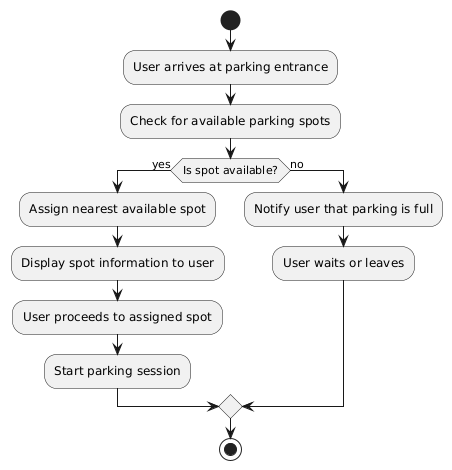 User arrives at parking entrance
Check for available parking spots
Is spot available?
yes
no
Assign nearest available spot
Notify user that parking is full
Display spot information to user
User waits or leaves
User proceeds to assigned spot
Start parking session